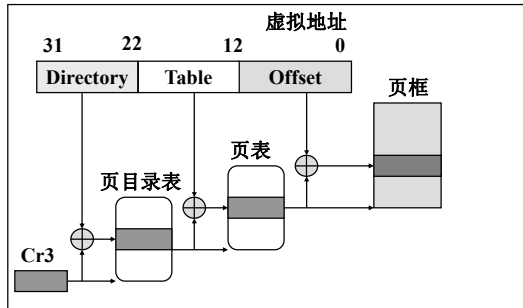 虚拟地址
31 22 12 0
Directory Table Offset
页框
页表
页目录表
Cr3